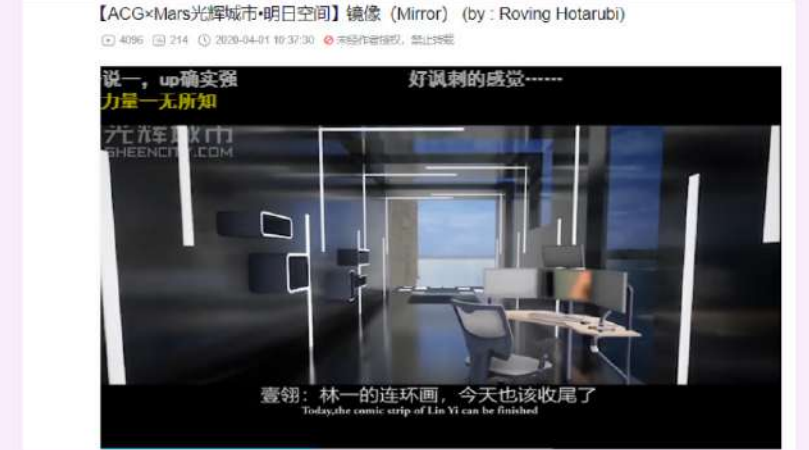 【ACG×Mars光辉城市•明日空间】镜像（Mirror） (by : Roving Hotarubi)
4096 214 2020-04-01 10:37:30 未经作者授权，禁止转载
说一，up确实强 好讽刺的感觉······
力量一无所知
光辉城市
SHEENCITY.COM
壹翎：林一的连环画，今天也该收尾了
Today,the comic strip of Lin Yi can be finished